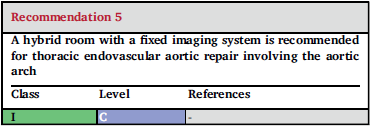 Recommendation 5
A hybrid room with a fixed imaging system is recommended
for thoracic endovascular aortic repair involving the aortic
arch
Class Level References
I C -